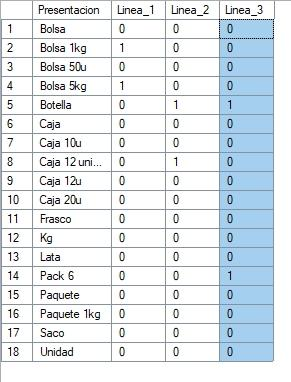 Presentacion Linea_1 Linea_2 Linea_3
1 Bolsa 0 0 0
2 Bolsa 1kg 1 0 0
3 Bolsa 50u 0 0 0
4 Bolsa 5kg 1 0 0
5 Botella 0 1 1
6 Caja 0 0 0
7 Caja 10u 0 0 0
8 Caja 12 uni... 0 1 0
9 Caja 12u 0 0 0
10 Caja 20u 0 0 0
11 Frasco 0 0 0
12 Kg 0 0 0
13 Lata 0 0 0
14 Pack 6 0 0 1
15 Paquete 0 0 0
16 Paquete 1kg 0 0 0
17 Saco 0 0 0
18 Unidad 0 0 0